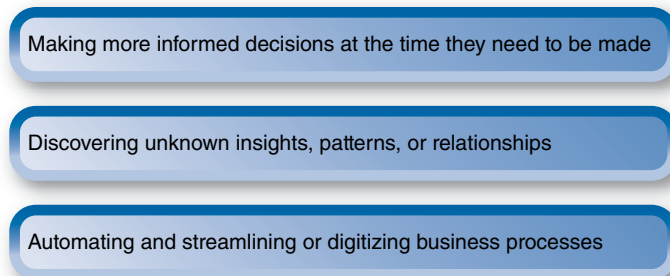 Making more informed decisions at the time they need to be made
Discovering unknown insights, patterns, or relationships
Automating and streamlining or digitizing business processes